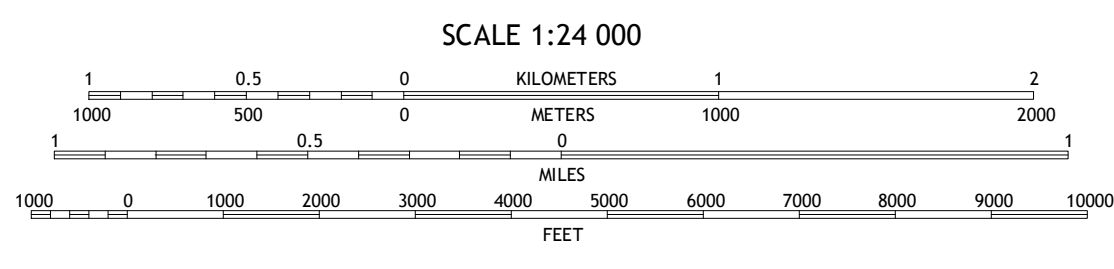 SCALE 1:24 000
1 0.5 0 KILOMETERS 1 2
1000 500 0 METERS 1000 2000
1 0.5 0 1
MILES
1000 0 1000 2000 3000 4000 5000 6000 7000 8000 9000 10000
FEET